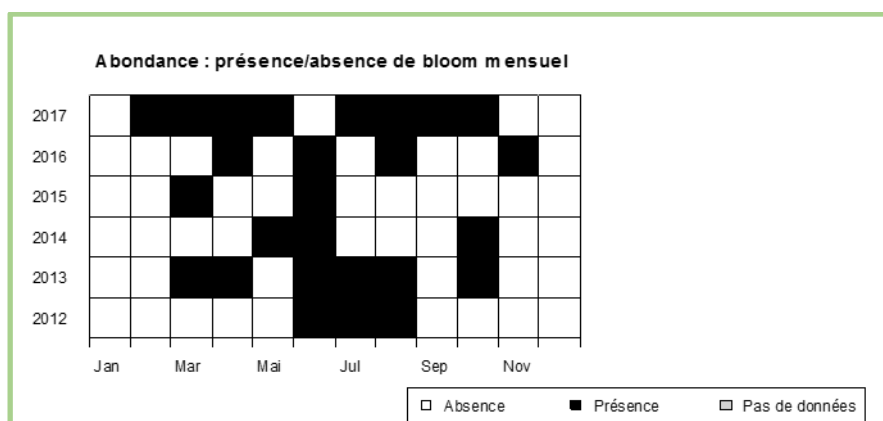 Abondance : présence/absence de bloom mensuel
2017
2016
2015
2014
2013
2012
Jan Mar Mai Jul Sep Nov
Absence Présence Pas de données